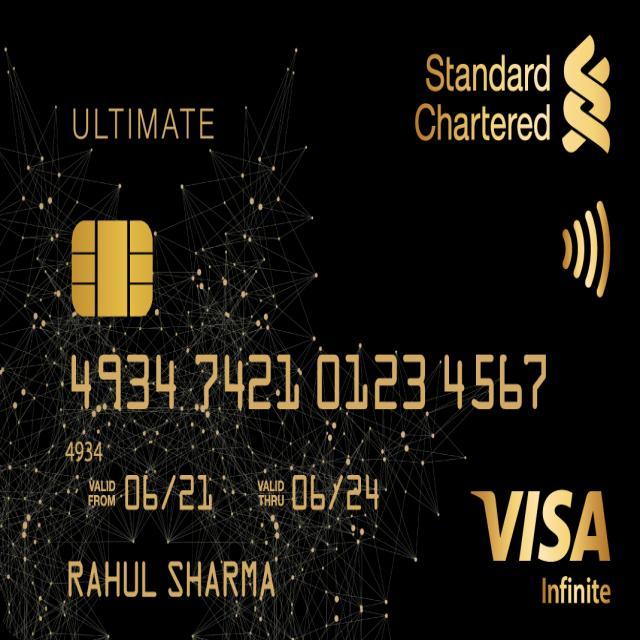 Standard
Chartered
ULTIMATE
4934 7421 0123 4567
4934
VALID FROM 06/21 VALID THRU 06/24
RAHUL SHARMA
VISA
Infinite